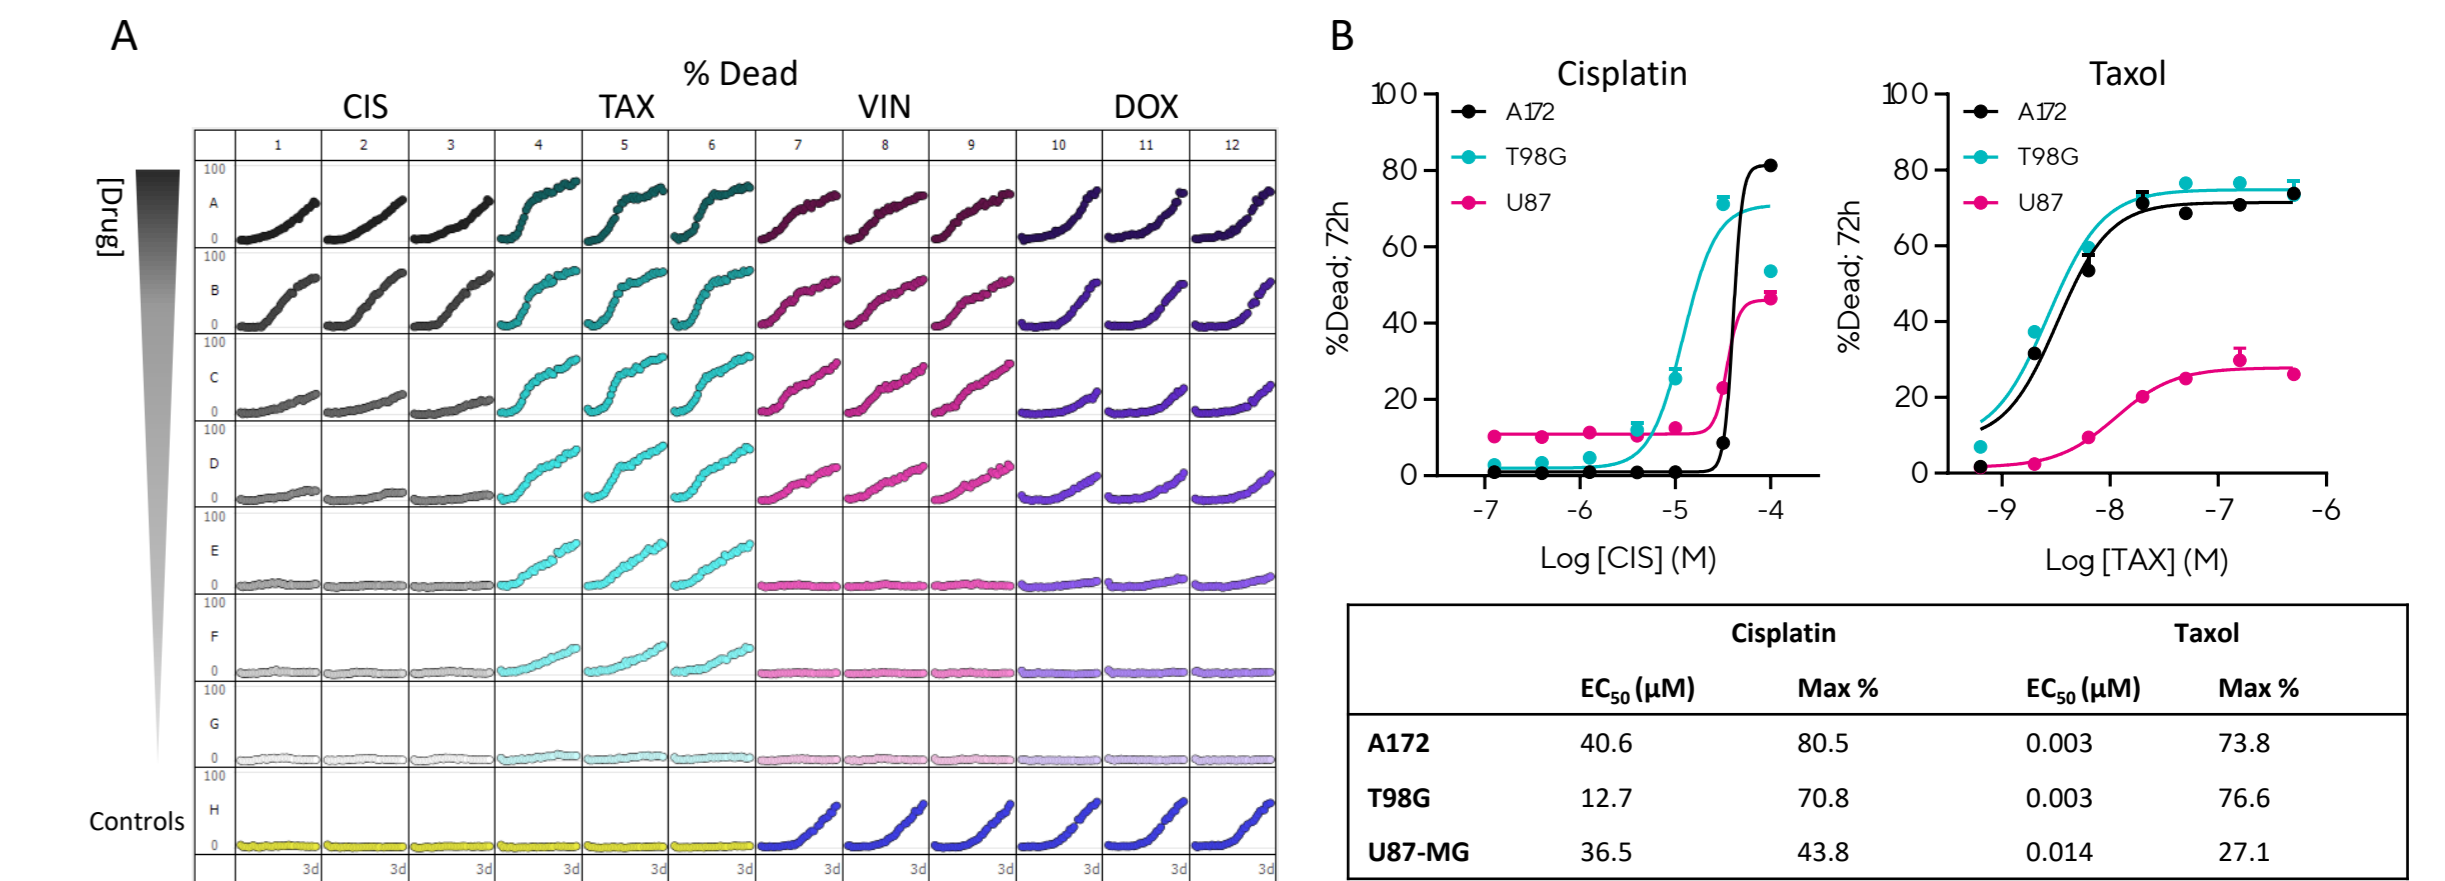 A
% Dead
CIS TAX VIN DOX
1 2 3 4 5 6 7 8 9 10 11 12
[Drug]
100
A
0
100
B
0
100
C
0
100
D
0
100
E
0
100
F
0
100
G
0
100
Controls H
0
3d 3d 3d 3d 3d 3d 3d 3d 3d 3d 3d 3d
B
Cisplatin
%Dead; 72h
100
80
60
40
20
0
A172
T98G
U87
-7 -6 -5 -4
Log [CIS] (M)
Taxol
%Dead; 72h
100
80
60
40
20
0
A172
T98G
U87
-9 -8 -7 -6
Log [TAX] (M)
Cisplatin Taxol
EC50 (µM) Max % EC50 (µM) Max %
A172 40.6 80.5 0.003 73.8
T98G 12.7 70.8 0.003 76.6
U87-MG 36.5 43.8 0.014 27.1